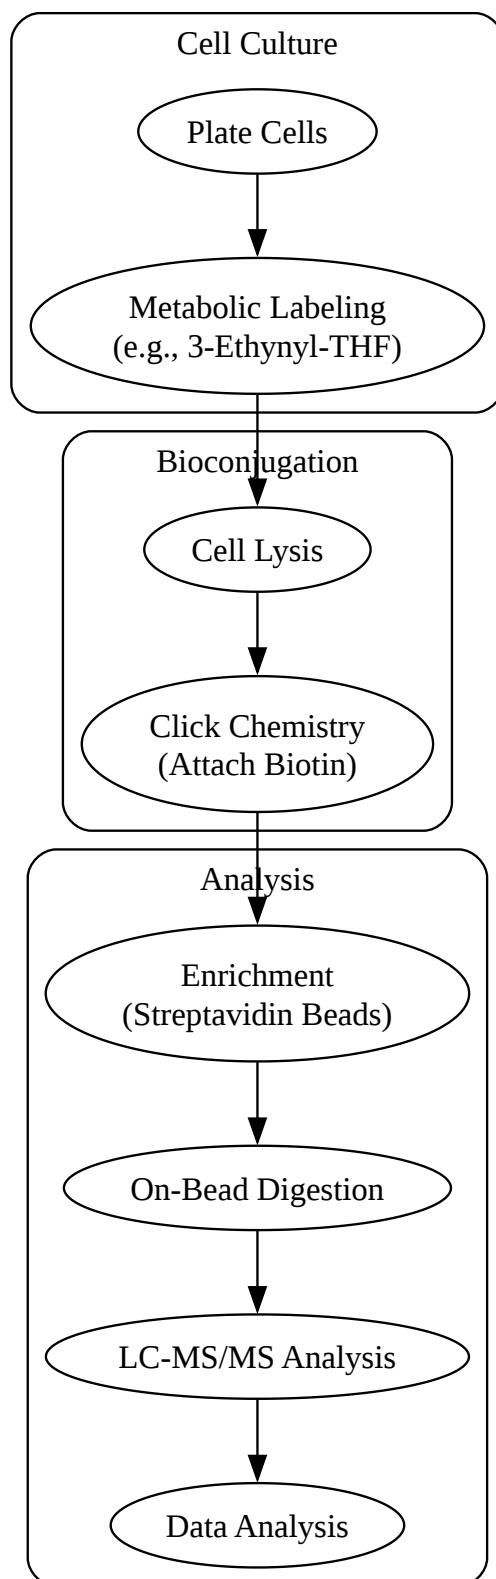 Cell Culture
Plate Cells
Metabolic Labeling
(e.g., 3-Ethynyl-THF)
Bioconjugation
Cell Lysis
Click Chemistry
(Attach Biotin)
Analysis
Enrichment
(Streptavidin Beads)
On-Bead Digestion
LC-MS/MS Analysis
Data Analysis